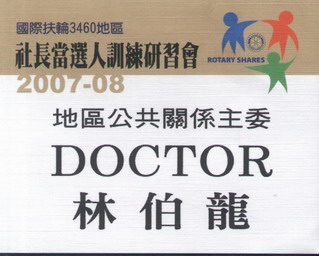 國際扶輪3460地區
社長當選人訓練研習會
2007-08
ROTARY SHARES
地區公共關係主委
DOCTOR
林伯龍